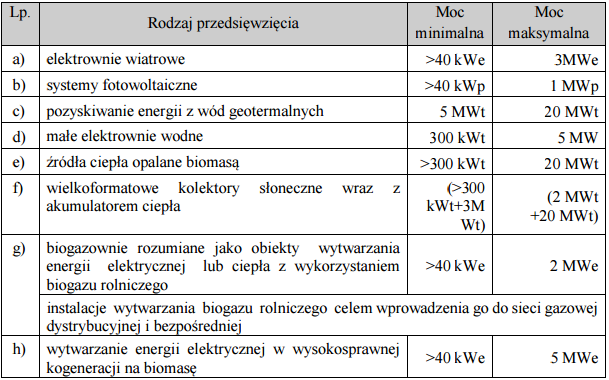 Lp. Rodzaj przedsięwzięcia Moc minimalna Moc maksymalna
a) elektrownie wiatrowe >40 kWe 3MWe
b) systemy fotowoltaiczne >40 kWp 1 MWp
c) pozyskiwanie energii z wód geotermalnych 5 MWt 20 MWt
d) małe elektrownie wodne 300 kWt 5 MW
e) źródła ciepła opalane biomasą >300 kWt 20 MWt
f) wielkoformatowe kolektory słoneczne wraz z (>300 (2 MWt
akumulatorem ciepła kWt+3M +20 MWt)
Wt)
g) biogazownie rozumiane jako obiekty wytwarzania
energii elektrycznej lub ciepła z wykorzystaniem >40 kWe 2 MWe
biogazu rolniczego
instalacje wytwarzania biogazu rolniczego celem wprowadzenia go do sieci gazowej
dystrybucyjnej i bezpośredniej
h) wytwarzanie energii elektrycznej w wysokosprawnej >40 kWe 5 MWe
kogeneracji na biomasę